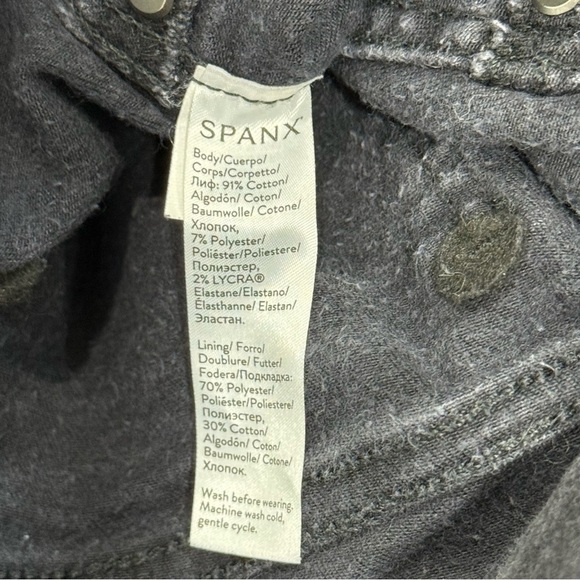 SPANX®
Body/Cuerpo/
Corps/Corpetto/
Лиф: 91% Cotton/
Algodón/ Coton/
Baumwolle/ Cotone/
Хлопок,
7% Polyester/
Poliéster/Poliestere/
Полиэстер,
2% LYCRA®
Elastane/Elastano/
Élasthanne/ Elastan/
Эластан.
Lining/ Forro/
Doublure/ Futter/
Fodera/Подкладка:
70% Polyester/
Poliéster/Poliestere/
Полиэстер,
30% Cotton/
Algodón/ Coton/
Baumwolle/ Cotone/
Хлопок.
Wash before wearing.
Machine wash cold,
gentle cycle.